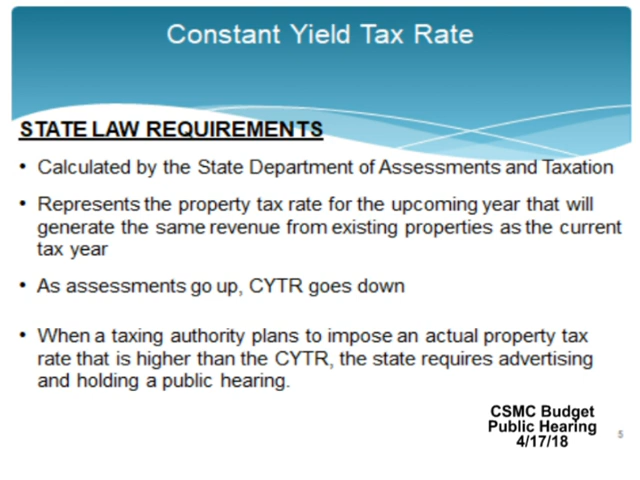 Constant Yield Tax Rate
STATE LAW REQUIREMENTS
• Calculated by the State Department of Assessments and Taxation
• Represents the property tax rate for the upcoming year that will
generate the same revenue from existing properties as the current
tax year
• As assessments go up, CYTR goes down
• When a taxing authority plans to impose an actual property tax
rate that is higher than the CYTR, the state requires advertising
and holding a public hearing.
CSMC Budget
Public Hearing
4/17/18
5